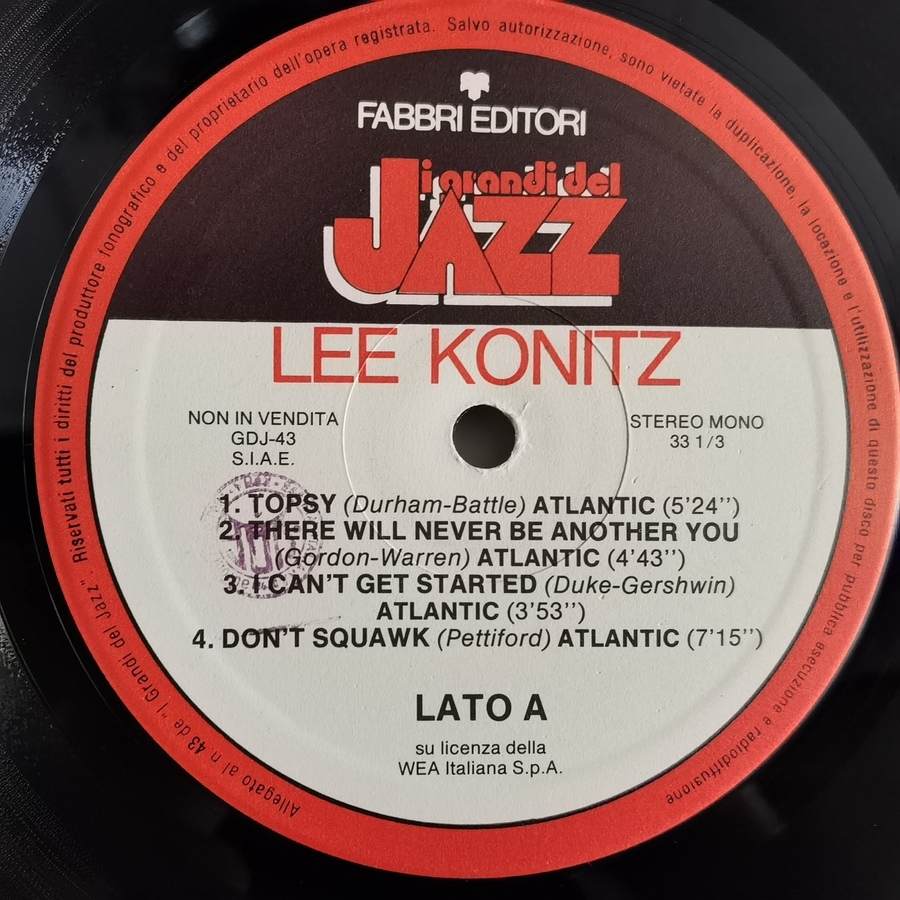 FABBRI EDITORI
i grandi del
JAZZ
LEE KONITZ
NON IN VENDITA
GDJ-43
S.I.A.E.
STEREO MONO
33 1/3
1. TOPSY (Durham-Battle) ATLANTIC (5'24'')
2. THERE WILL NEVER BE ANOTHER YOU
(Gordon-Warren) ATLANTIC (4'43'')
3. I CAN'T GET STARTED (Duke-Gershwin)
ATLANTIC (3'53'')
4. DON'T SQUAWK (Pettiford) ATLANTIC (7'15'')
LATO A
su licenza della
WEA Italiana S.p.A.
Allegato al n 43 de "I Grandi del Jazz". Riservati tutti i diritti del produttore fonografico e del proprietario dell'opera registrata. Salvo autorizzazione, sono vietate la duplicazione, la locazione e l'utilizzazione di questo disco per pubblica esecuzione e radiodiffusione